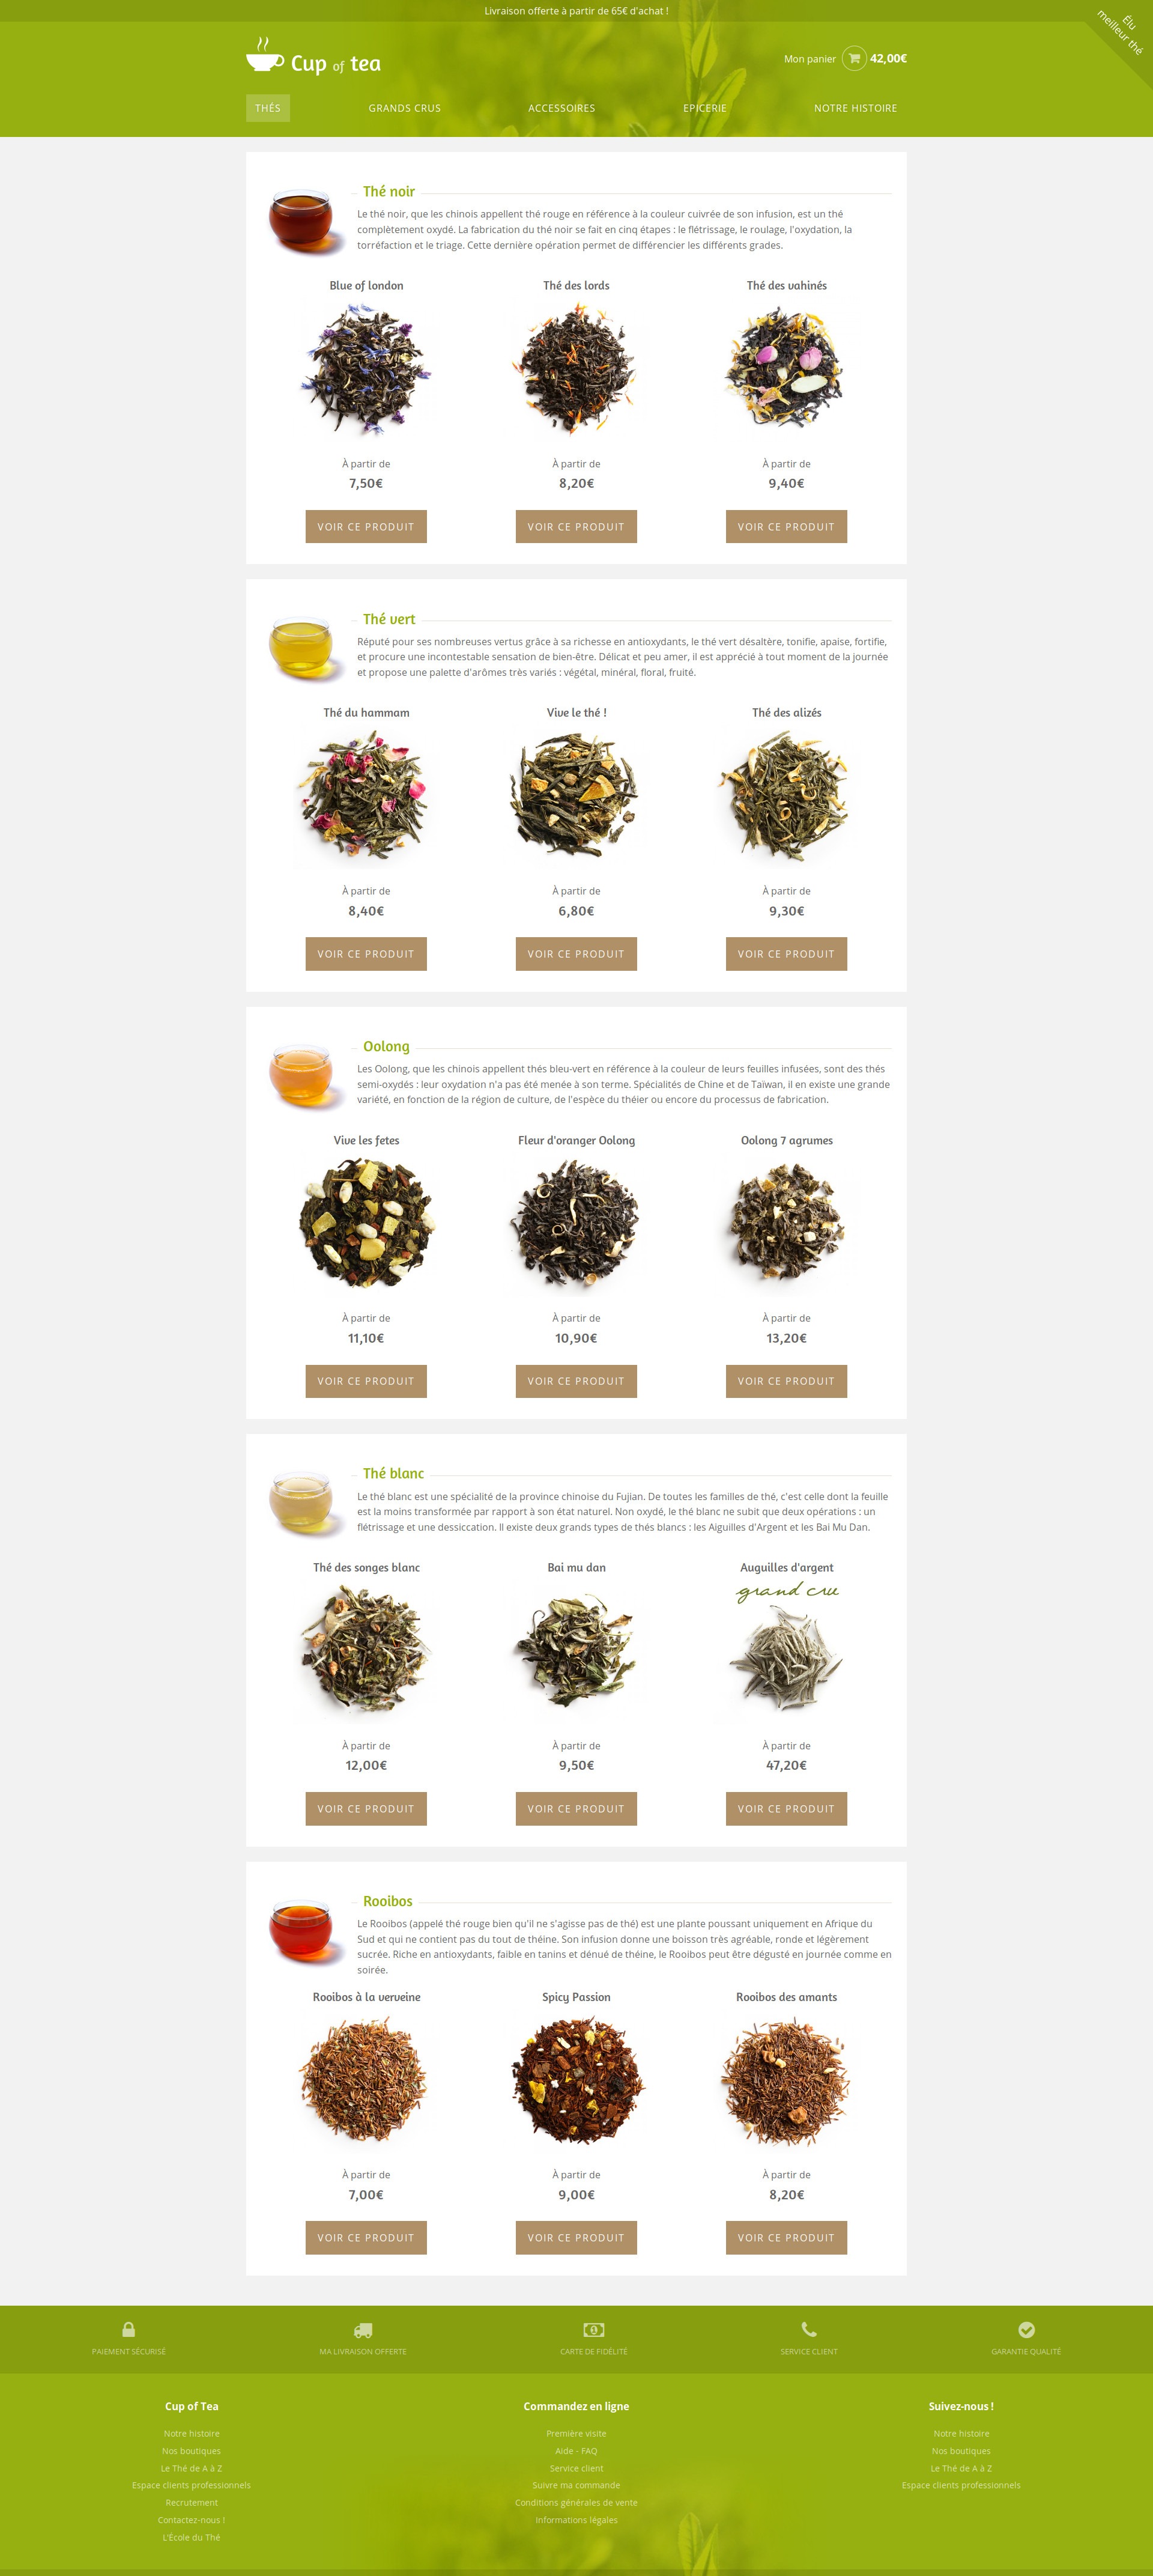 Livraison offerte à partir de 65€ d'achat !
Élu
meilleur thé
Cup of tea
Mon panier 42,00€
THÉS GRANDS CRUS ACCESSOIRES EPICERIE NOTRE HISTOIRE
Thé noir
Le thé noir, que les chinois appellent thé rouge en référence à la couleur cuivrée de son infusion, est un thé
complètement oxydé. La fabrication du thé noir se fait en cinq étapes : le flétrissage, le roulage, l'oxydation, la
torréfaction et le triage. Cette dernière opération permet de différencier les différents grades.
Blue of london Thé des lords Thé des vahinés
À partir de À partir de À partir de
7,50€ 8,20€ 9,40€
VOIR CE PRODUIT VOIR CE PRODUIT VOIR CE PRODUIT
Thé vert
Réputé pour ses nombreuses vertus grâce à sa richesse en antioxydants, le thé vert désaltère, tonifie, apaise, fortifie,
et procure une incontestable sensation de bien-être. Délicat et peu amer, il est apprécié à tout moment de la journée
et propose une palette d'arômes très variés : végétal, minéral, floral, fruité.
Thé du hammam Vive le thé ! Thé des alizés
À partir de À partir de À partir de
8,40€ 6,80€ 9,30€
VOIR CE PRODUIT VOIR CE PRODUIT VOIR CE PRODUIT
Oolong
Les Oolong, que les chinois appellent thés bleu-vert en référence à la couleur de leurs feuilles infusées, sont des thés
semi-oxydés : leur oxydation n'a pas été menée à son terme. Spécialités de Chine et de Taïwan, il en existe une grande
variété, en fonction de la région de culture, de l'espèce du théier ou encore du processus de fabrication.
Vive les fetes Fleur d'oranger Oolong Oolong 7 agrumes
À partir de À partir de À partir de
11,10€ 10,90€ 13,20€
VOIR CE PRODUIT VOIR CE PRODUIT VOIR CE PRODUIT
Thé blanc
Le thé blanc est une spécialité de la province chinoise du Fujian. De toutes les familles de thé, c'est celle dont la feuille
est la moins transformée par rapport à son état naturel. Non oxydé, le thé blanc ne subit que deux opérations : un
flétrissage et une dessiccation. Il existe deux grands types de thés blancs : les Aiguilles d'Argent et les Bai Mu Dan.
Thé des songes blanc Bai mu dan Auguilles d'argent
grand cru
À partir de À partir de À partir de
12,00€ 9,50€ 47,20€
VOIR CE PRODUIT VOIR CE PRODUIT VOIR CE PRODUIT
Rooibos
Le Rooibos (appelé thé rouge bien qu'il ne s'agisse pas de thé) est une plante poussant uniquement en Afrique du
Sud et qui ne contient pas du tout de théine. Son infusion donne une boisson très agréable, ronde et légèrement
sucrée. Riche en antioxydants, faible en tanins et dénué de théine, le Rooibos peut être dégusté en journée comme en
soirée.
Rooibos à la verveine Spicy Passion Rooibos des amants
À partir de À partir de À partir de
7,00€ 9,00€ 8,20€
VOIR CE PRODUIT VOIR CE PRODUIT VOIR CE PRODUIT
PAIEMENT SÉCURISÉ MA LIVRAISON OFFERTE CARTE DE FIDÉLITÉ SERVICE CLIENT GARANTIE QUALITÉ
Cup of Tea Commandez en ligne Suivez-nous !
Notre histoire Première visite Notre histoire
Nos boutiques Aide - FAQ Nos boutiques
Le Thé de A à Z Service client Le Thé de A à Z
Espace clients professionnels Suivre ma commande Espace clients professionnels
Recrutement Conditions générales de vente
Contactez-nous ! Informations légales
L'École du Thé